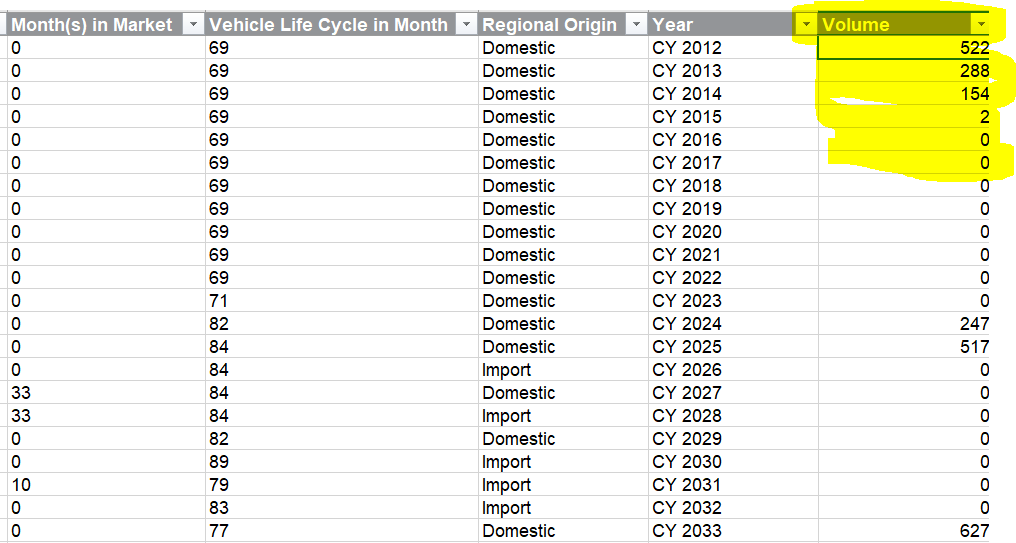 Month(s) in Market Vehicle Life Cycle in Month Regional Origin Year Volume
0 69 Domestic CY 2012 522
0 69 Domestic CY 2013 288
0 69 Domestic CY 2014 154
0 69 Domestic CY 2015 2
0 69 Domestic CY 2016 0
0 69 Domestic CY 2017 0
0 69 Domestic CY 2018 0
0 69 Domestic CY 2019 0
0 69 Domestic CY 2020 0
0 69 Domestic CY 2021 0
0 69 Domestic CY 2022 0
0 71 Domestic CY 2023 0
0 82 Domestic CY 2024 247
0 84 Domestic CY 2025 517
0 84 Import CY 2026 0
33 84 Domestic CY 2027 0
33 84 Import CY 2028 0
0 82 Domestic CY 2029 0
0 89 Import CY 2030 0
10 79 Import CY 2031 0
0 83 Import CY 2032 0
0 77 Domestic CY 2033 627